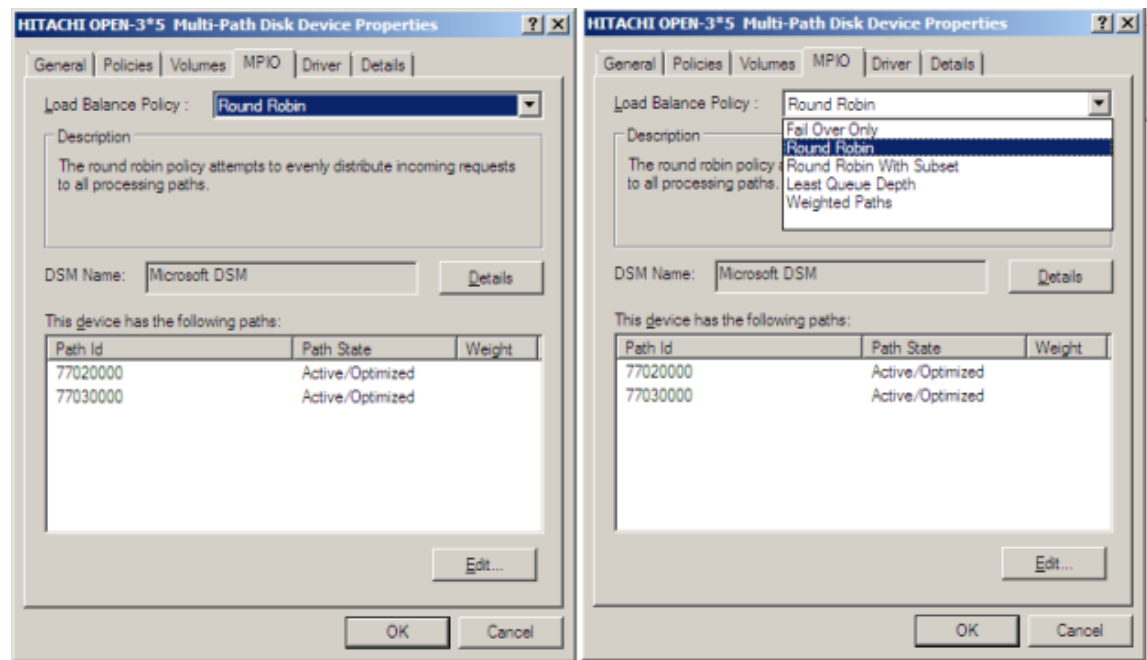 HITACHI OPEN-3*5 Multi-Path Disk Device Properties
General Policies Volumes MPIO Driver Details
Load Balance Policy : Round Robin
Description
The round robin policy attempts to evenly distribute incoming requests
to all processing paths.
DSM Name: Microsoft DSM Details
This device has the following paths:
Path Id Path State Weight
77020000 Active/Optimized
77030000 Active/Optimized
Edit...
OK Cancel
HITACHI OPEN-3*5 Multi-Path Disk Device Properties
General Policies Volumes MPIO Driver Details
Load Balance Policy : Round Robin
Fail Over Only
Description Round Robin
The round robin policy Round Robin With Subset
to all processing paths. Least Queue Depth
Weighted Paths
DSM Name: Microsoft DSM Details
This device has the following paths:
Path Id Path State Weight
77020000 Active/Optimized
77030000 Active/Optimized
Edit...
OK Cancel